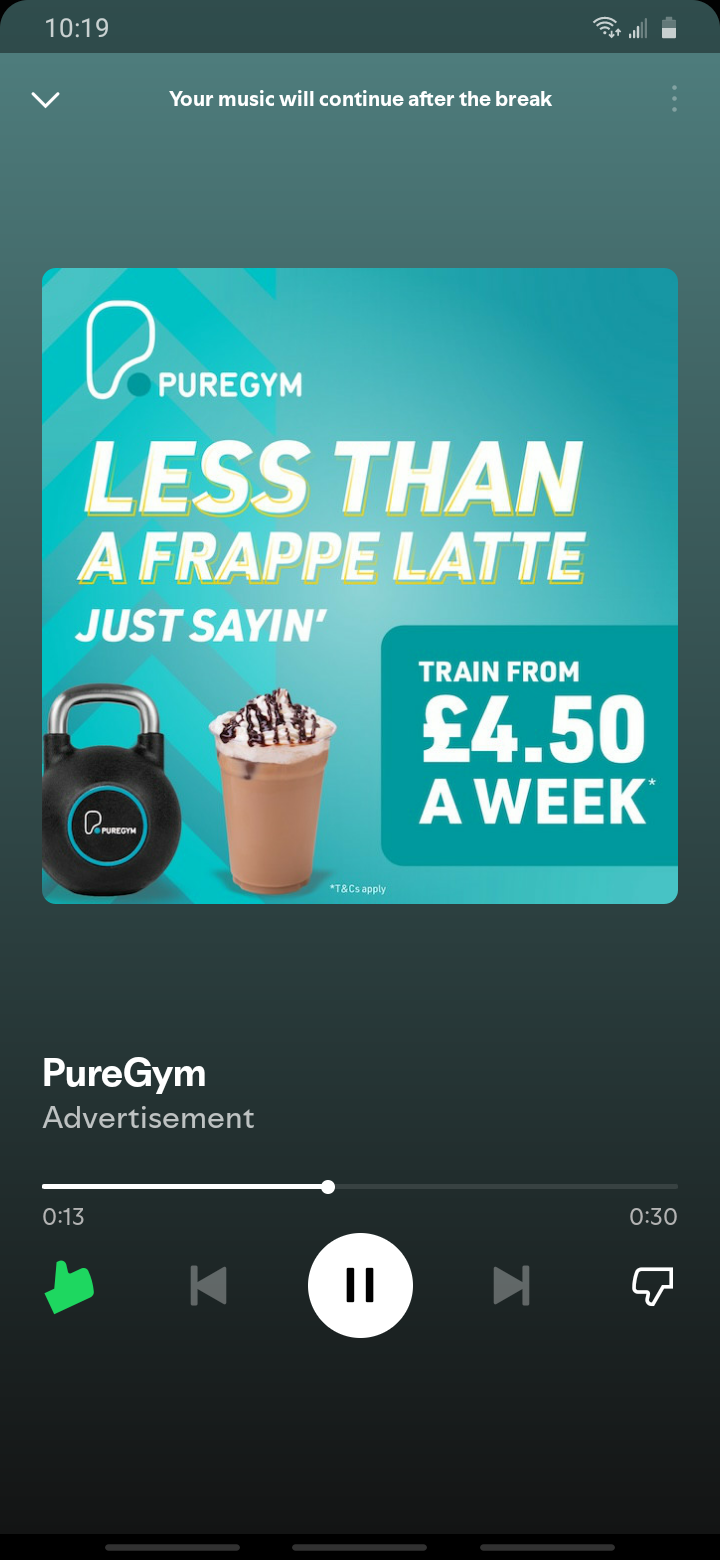 10:19
Your music will continue after the break
PUREGYM
LESS THAN
A FRAPPE LATTE
JUST SAYIN'
TRAIN FROM
£4.50
A WEEK*
PUREGYM
*T&Cs apply
PureGym
Advertisement
0:13
0:30